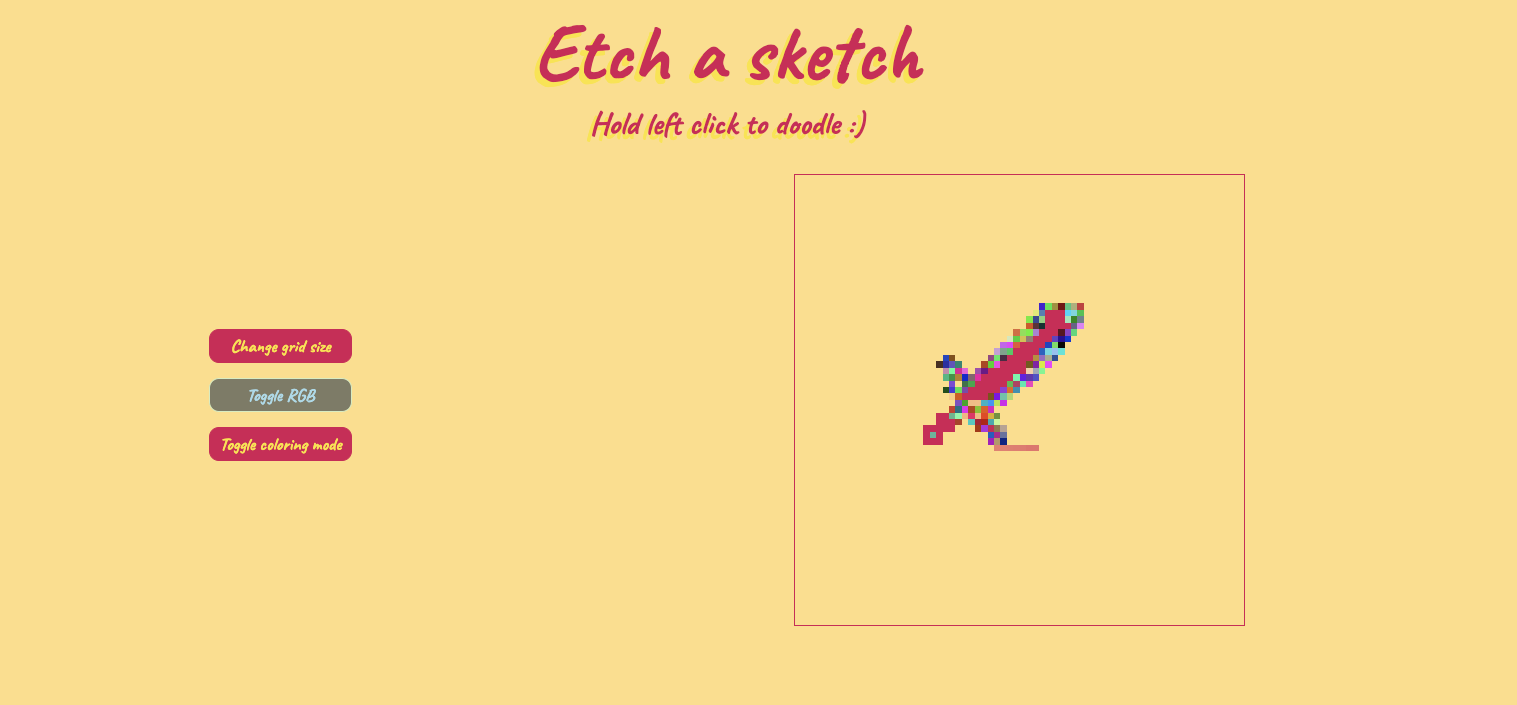 Etch a sketch
Hold left click to doodle :)
Change grid size
Toggle RGB
Toggle coloring mode